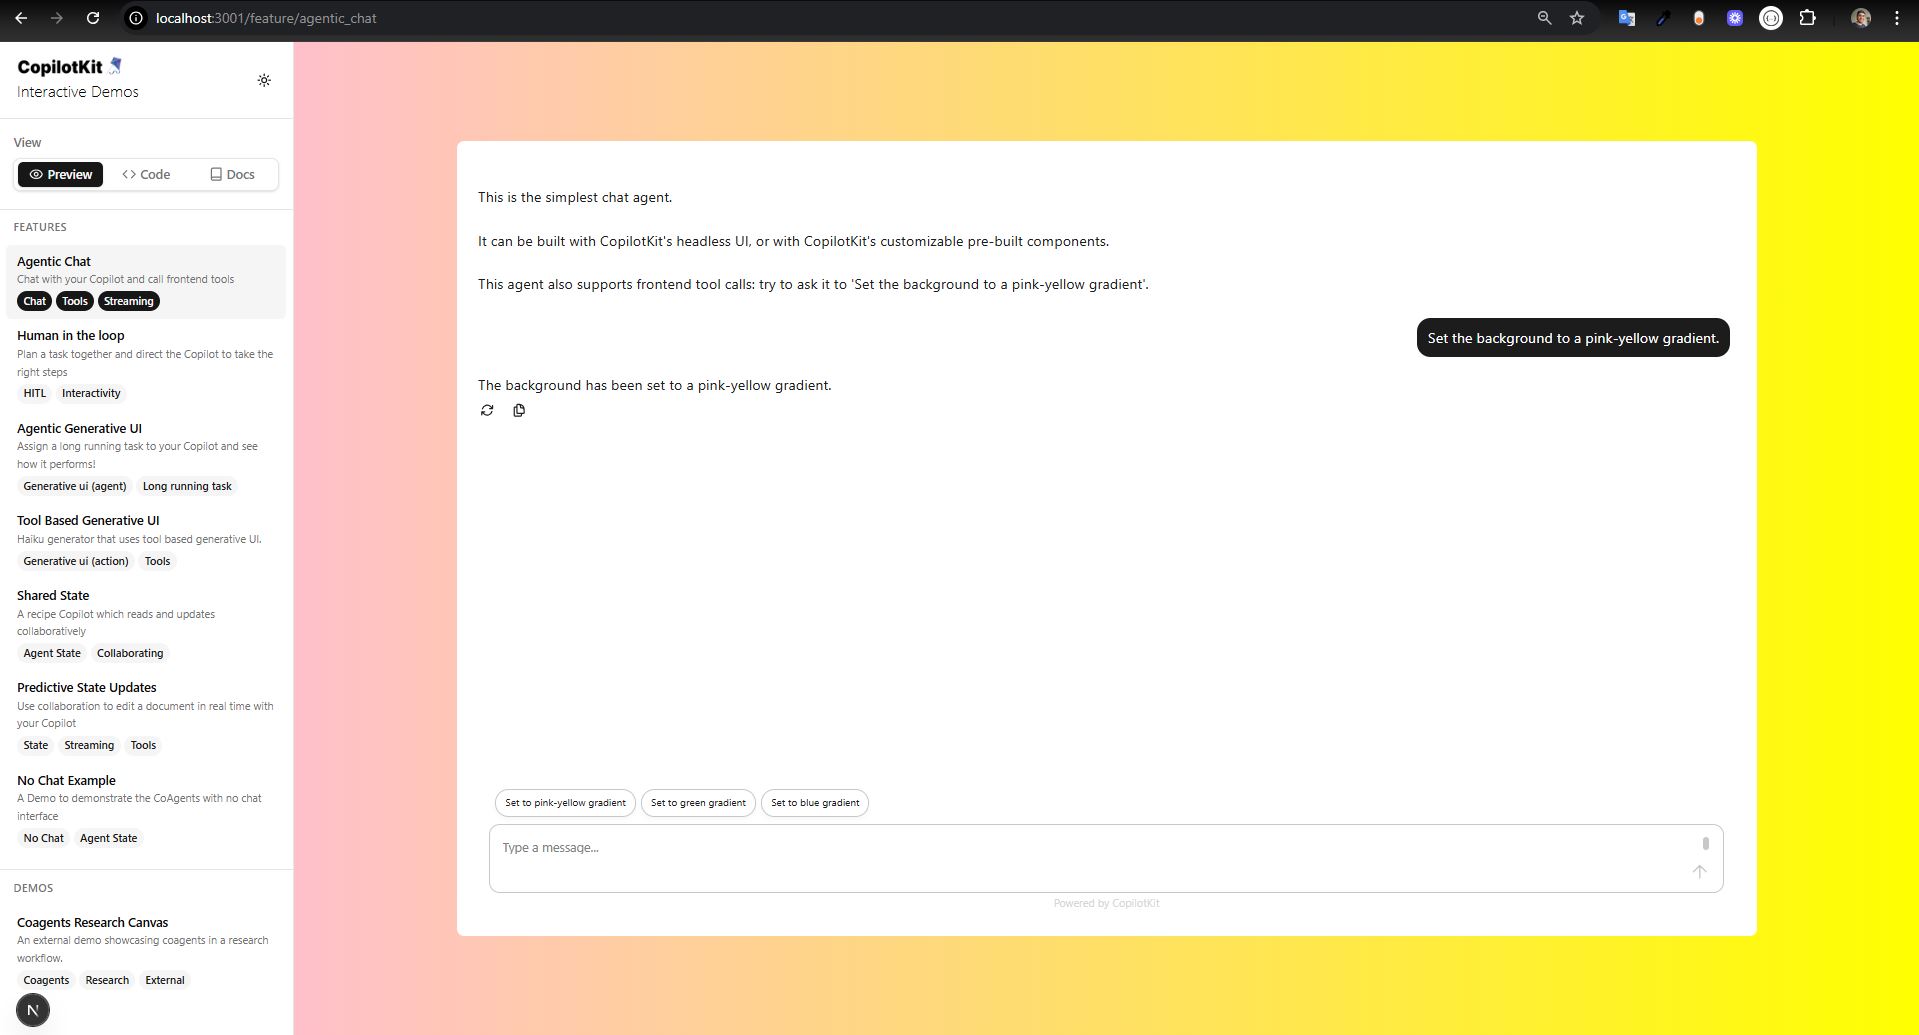 localhost:3001/feature/agentic_chat
CopilotKit
Interactive Demos
View
Preview
Code
Docs
FEATURES
Agentic Chat
Chat with your Copilot and call frontend tools
Chat Tools Streaming
Human in the loop
Plan a task together and direct the Copilot to take the
right steps
HITL Interactivity
Agentic Generative UI
Assign a long running task to your Copilot and see
how it performs!
Generative ui (agent) Long running task
Tool Based Generative UI
Haiku generator that uses tool based generative UI.
Generative ui (action) Tools
Shared State
A recipe Copilot which reads and updates
collaboratively
Agent State Collaborating
Predictive State Updates
Use collaboration to edit a document in real time with
your Copilot
State Streaming Tools
No Chat Example
A Demo to demonstrate the CoAgents with no chat
interface
No Chat Agent State
DEMOS
Coagents Research Canvas
An external demo showcasing coagents in a research
workflow.
Coagents Research External
N
This is the simplest chat agent.
It can be built with CopilotKit's headless UI, or with CopilotKit's customizable pre-built components.
This agent also supports frontend tool calls: try to ask it to 'Set the background to a pink-yellow gradient'.
Set the background to a pink-yellow gradient.
The background has been set to a pink-yellow gradient.
Set to pink-yellow gradient Set to green gradient Set to blue gradient
Type a message...
Powered by CopilotKit